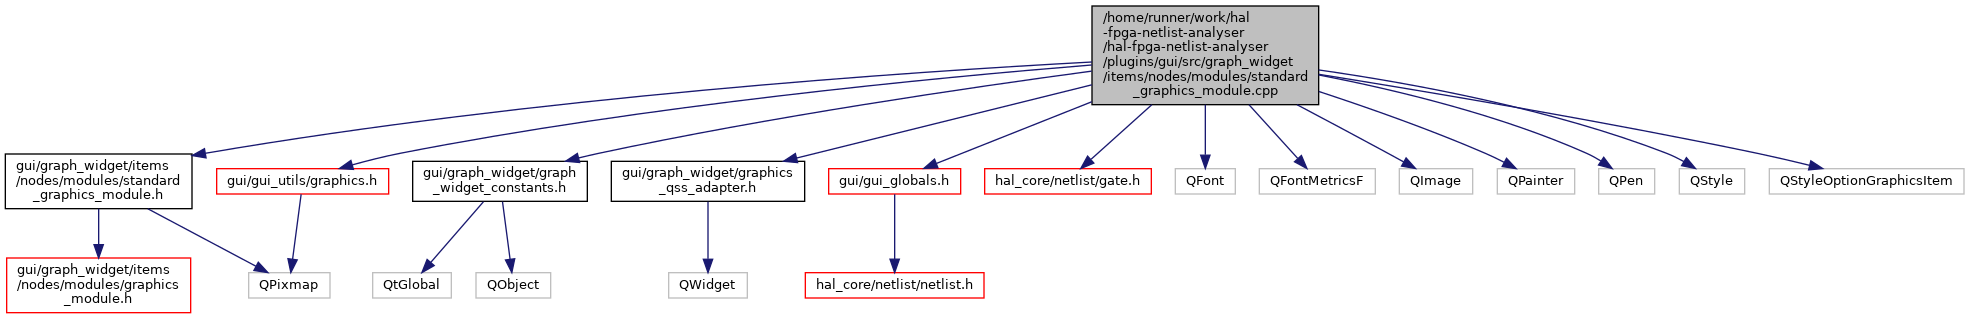 /home/runner/work/hal
-fpga-netlist-analyser
/hal-fpga-netlist-analyser
/plugins/gui/src/graph_widget
/items/nodes/modules/standard
_graphics_module.cpp
gui/graph_widget/items
/nodes/modules/standard
_graphics_module.h
gui/gui_utils/graphics.h
gui/graph_widget/graph
_widget_constants.h
gui/graph_widget/graphics
_qss_adapter.h
gui/gui_globals.h
hal_core/netlist/gate.h
QFont
QFontMetricsF
QImage
QPainter
QPen
QStyle
QStyleOptionGraphicsItem
gui/graph_widget/items
/nodes/modules/graphics
_module.h
QPixmap
QtGlobal
QObject
QWidget
hal_core/netlist/netlist.h